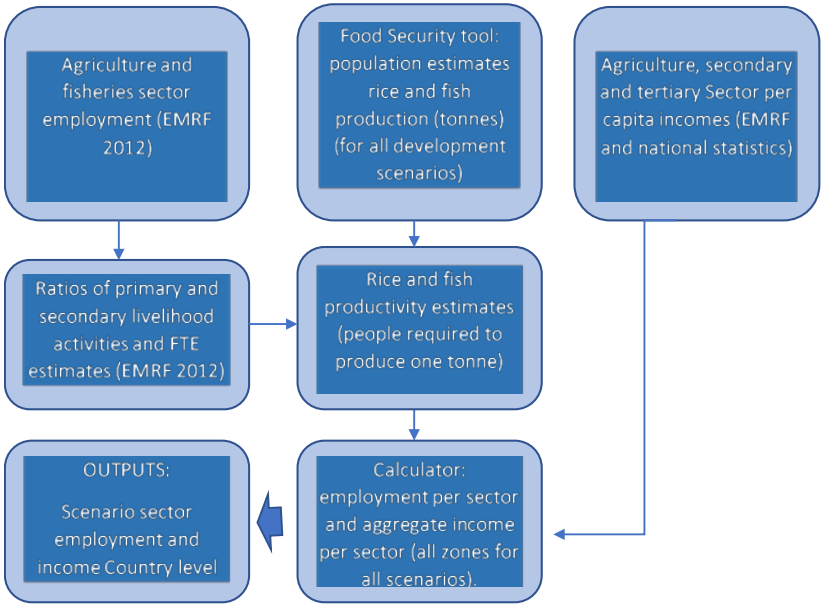 Agriculture and
fisheries sector
employment (EMRF
2012)
Food Security tool:
population estimates
rice and fish
production (tonnes)
(for all development
scenarios)
Agriculture, secondary
and tertiary Sector per
capita incomes (EMRF
and national statistics)
Ratios of primary and
secondary livelihood
activities and FTE
estimates (EMRF 2012)
Rice and fish
productivity estimates
(people required to
produce one tonne)
OUTPUTS:
Scenario sector
employment and
income Country level
Calculator:
employment per sector
and aggregate income
per sector (all zones for
all scenarios).